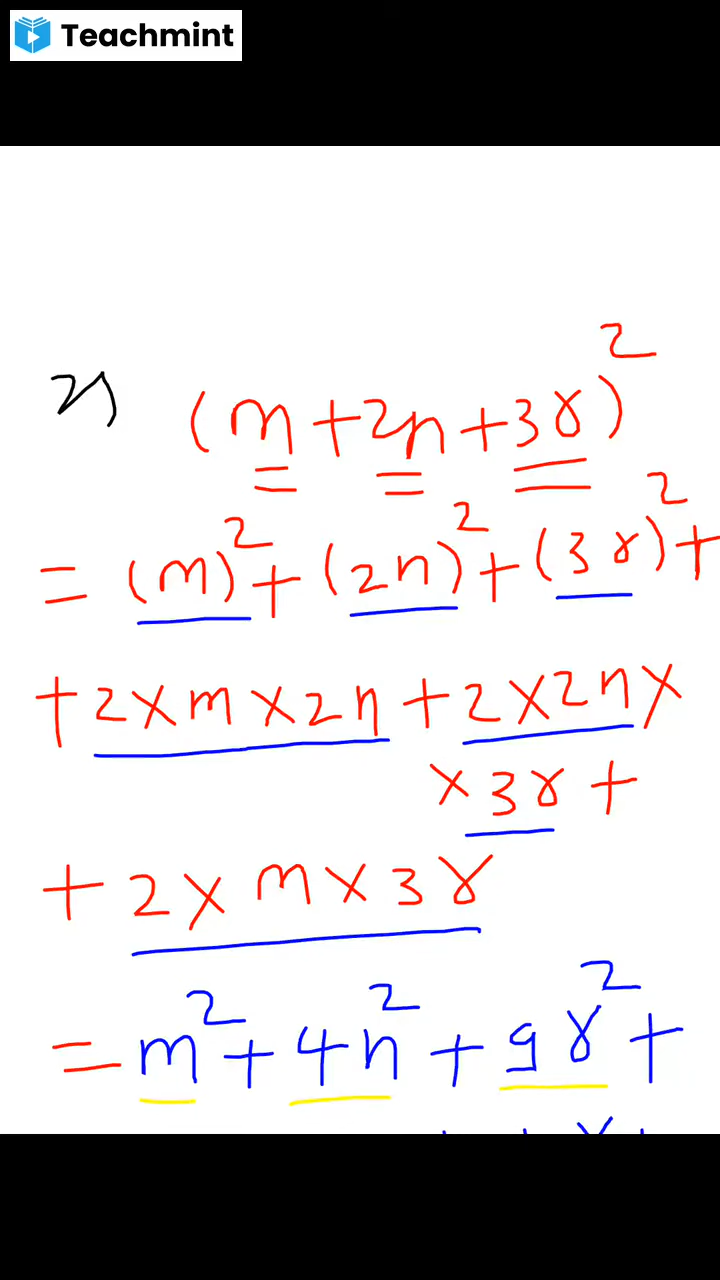 Teachmint
2) (m+2n+3r)²
= (m)²+(2n)²+(3r)²+
+2×m×2n+2×2n×
×3r+
+2×m×3r
=m²+4n²+9r²+